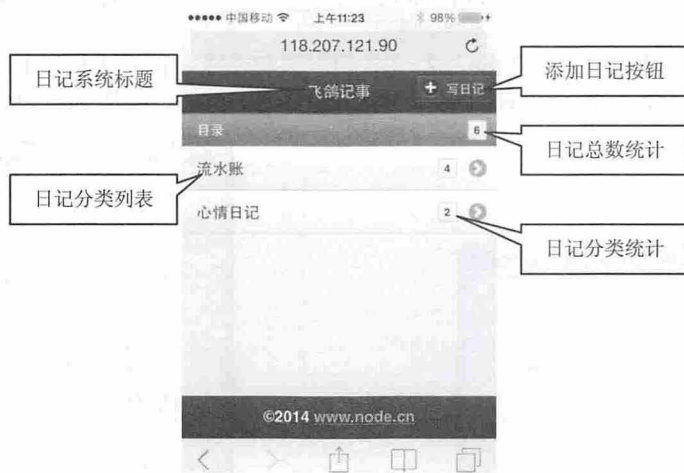 中国移动 上午11:23 98%
118.207.121.90
日记系统标题
飞鸽记事
写日记
添加日记按钮
目录 6
日记总数统计
流水账 4
日记分类列表
心情日记 2
日记分类统计
©2014 www.node.cn